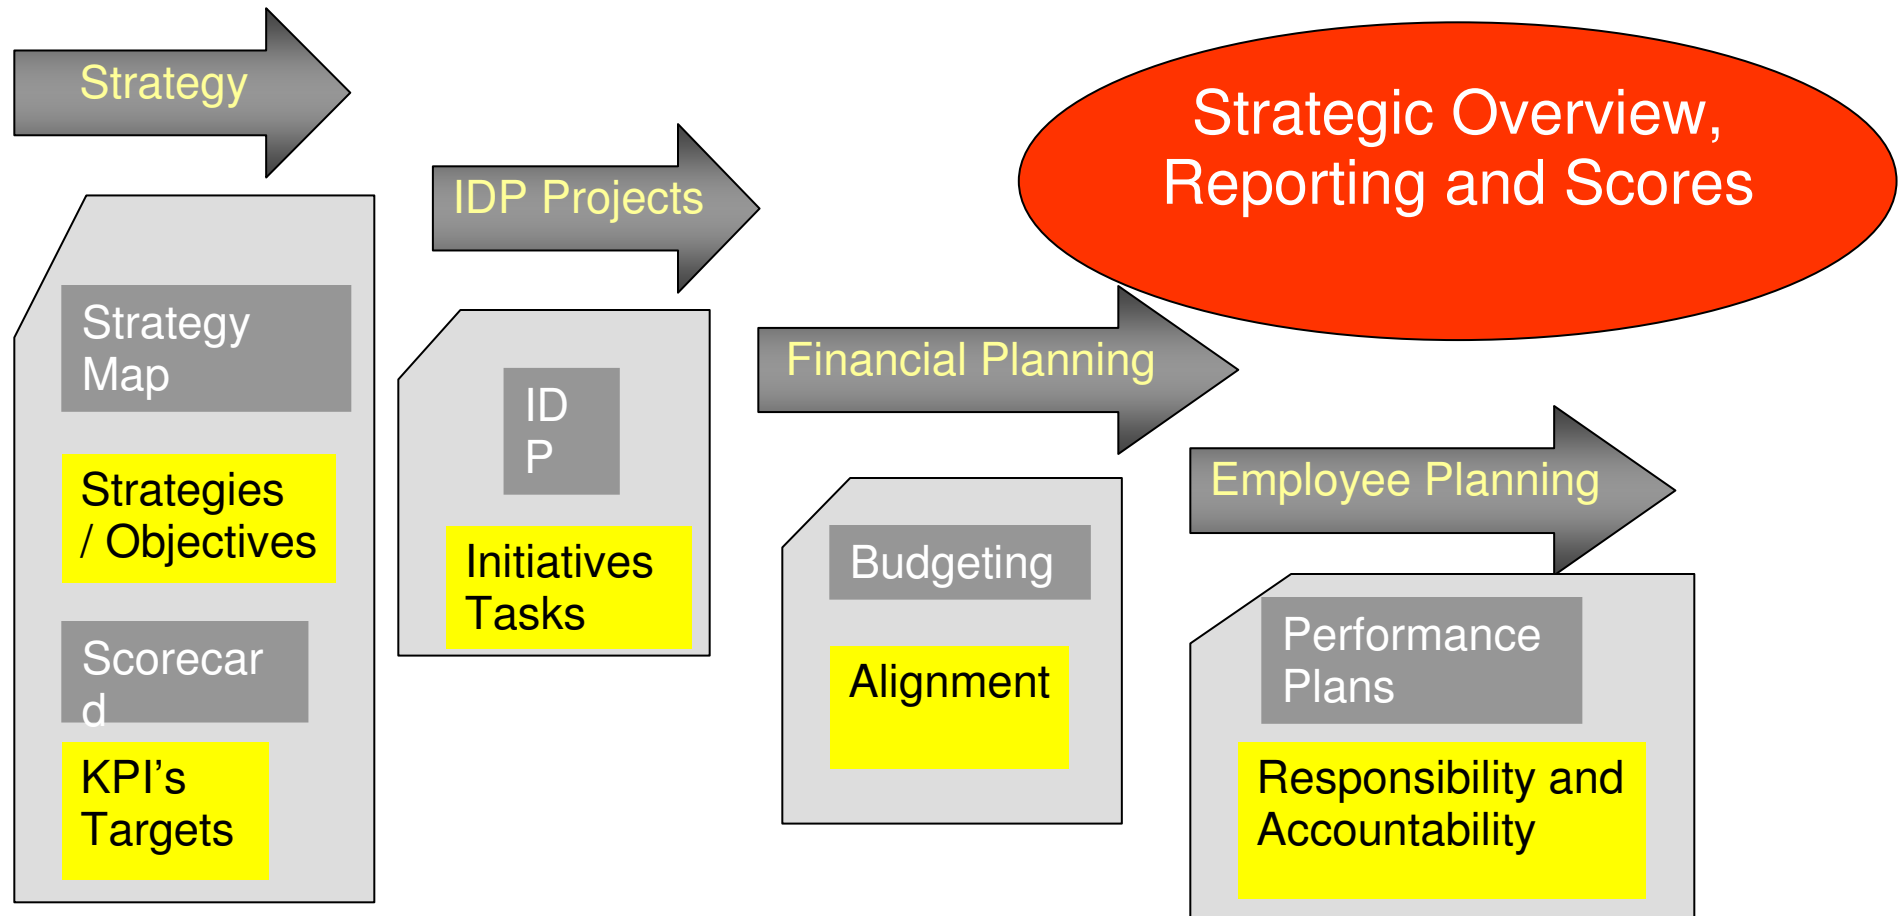 Strategy
Strategic Overview,
Reporting and Scores
IDP Projects
Financial Planning
Employee Planning
Strategy
Map
Strategies
/ Objectives
Scorecar
d
KPI's
Targets
ID
P
Initiatives
Tasks
Budgeting
Alignment
Performance
Plans
Responsibility and
Accountability